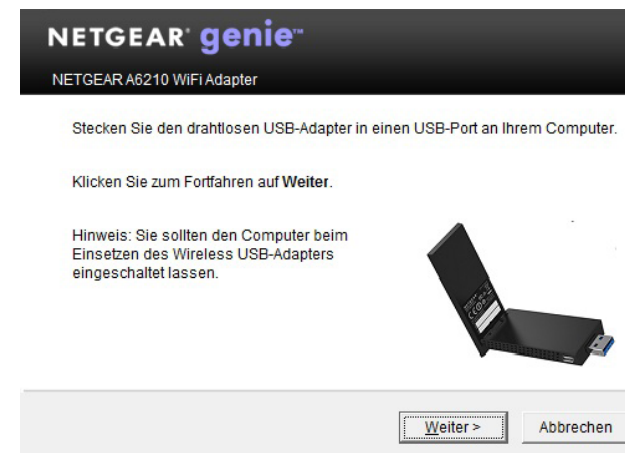 NETGEAR® genie™
NETGEAR A6210 WiFi Adapter
Stecken Sie den drahtlosen USB-Adapter in einen USB-Port an Ihrem Computer.
Klicken Sie zum Fortfahren auf Weiter.
Hinweis: Sie sollten den Computer beim
Einsetzen des Wireless USB-Adapters
eingeschaltet lassen.
Weiter >
Abbrechen